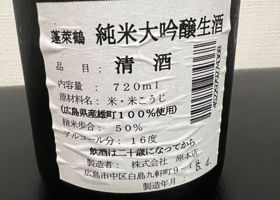 蓬莱鶴 純米大吟醸生酒
品目：清酒
内容量：720ml
原材料名：米・米こうじ
(広島県産雄町100%使用)
精米歩合：50%
アルコール分：16度
飲酒は二十歳になってから
製造者：株式会社 原本店
広島市中区白島九軒町9-
製造年月：